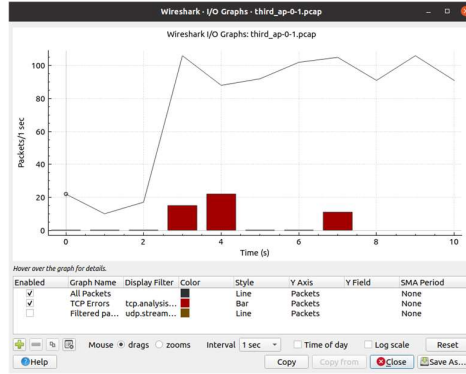 Wireshark · I/O Graphs · third_ap-0-1.pcap
Wireshark I/O Graphs: third_ap-0-1.pcap
Packets/1 sec
100
80
60
40
20
0
0 2 4 6 8 10
Time (s)
Hover over the graph for details.
Enabled Graph Name Display Filter Color Style Y Axis Y Field SMA Period
All Packets Line Packets None
TCP Errors tcp.analysis... Bar Packets None
Filtered pa... udp.stream... Line Packets None
Mouse drags zooms Interval 1 sec Time of day Log scale Reset
Help Copy Copy from Close Save As...